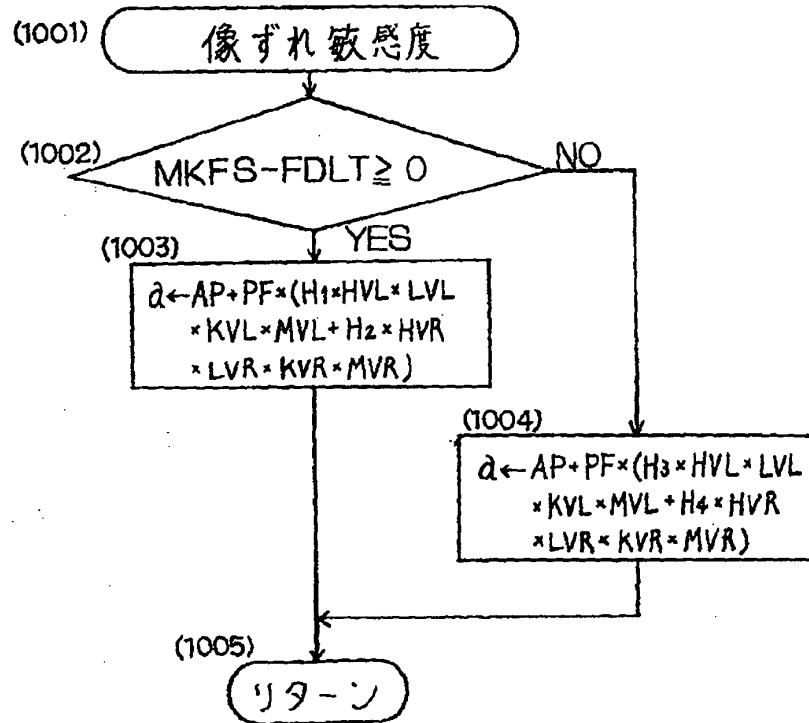 (1001)
像ずれ敏感度
(1002)
MKFS-FDLT≧0
NO
YES
(1003)
a←AP+PF×(H1×HVL×LVL
×KVL×MVL+H2×HVR
×LVR×KVR×MVR)
(1004)
a←AP+PF×(H3×HVL×LVL
×KVL×MVL+H4×HVR
×LVR×KVR×MVR)
(1005)
リターン